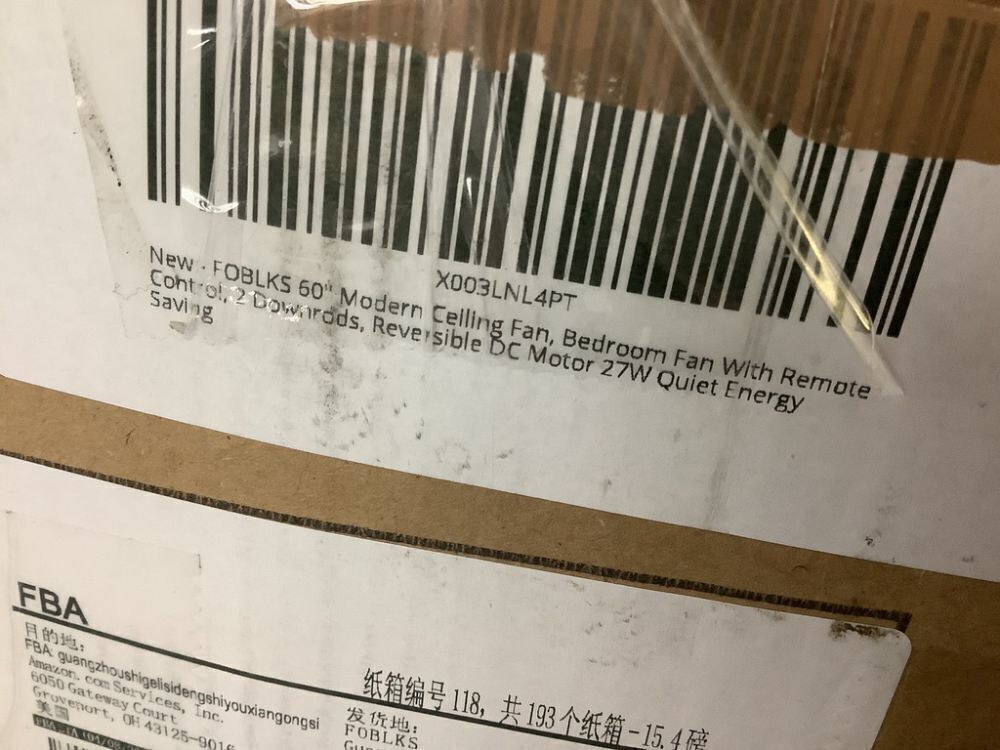 X003LNL4PT
New - FOBLKS 60" Modern Ceiling Fan, Bedroom Fan With Remote
Control, 2 Downrods, Reversible DC Motor 27W Quiet Energy
Saving
FBA
目的地:
FBA: guangzhoushigelisidengshiyouxiangongsi
Amazon.com Services, Inc.
6050 Gateway Court
Groveport, OH 43125-9016
美国
纸箱编号 118, 共 193 个纸箱 - 15.4 磅
发货地:
FOBLKS